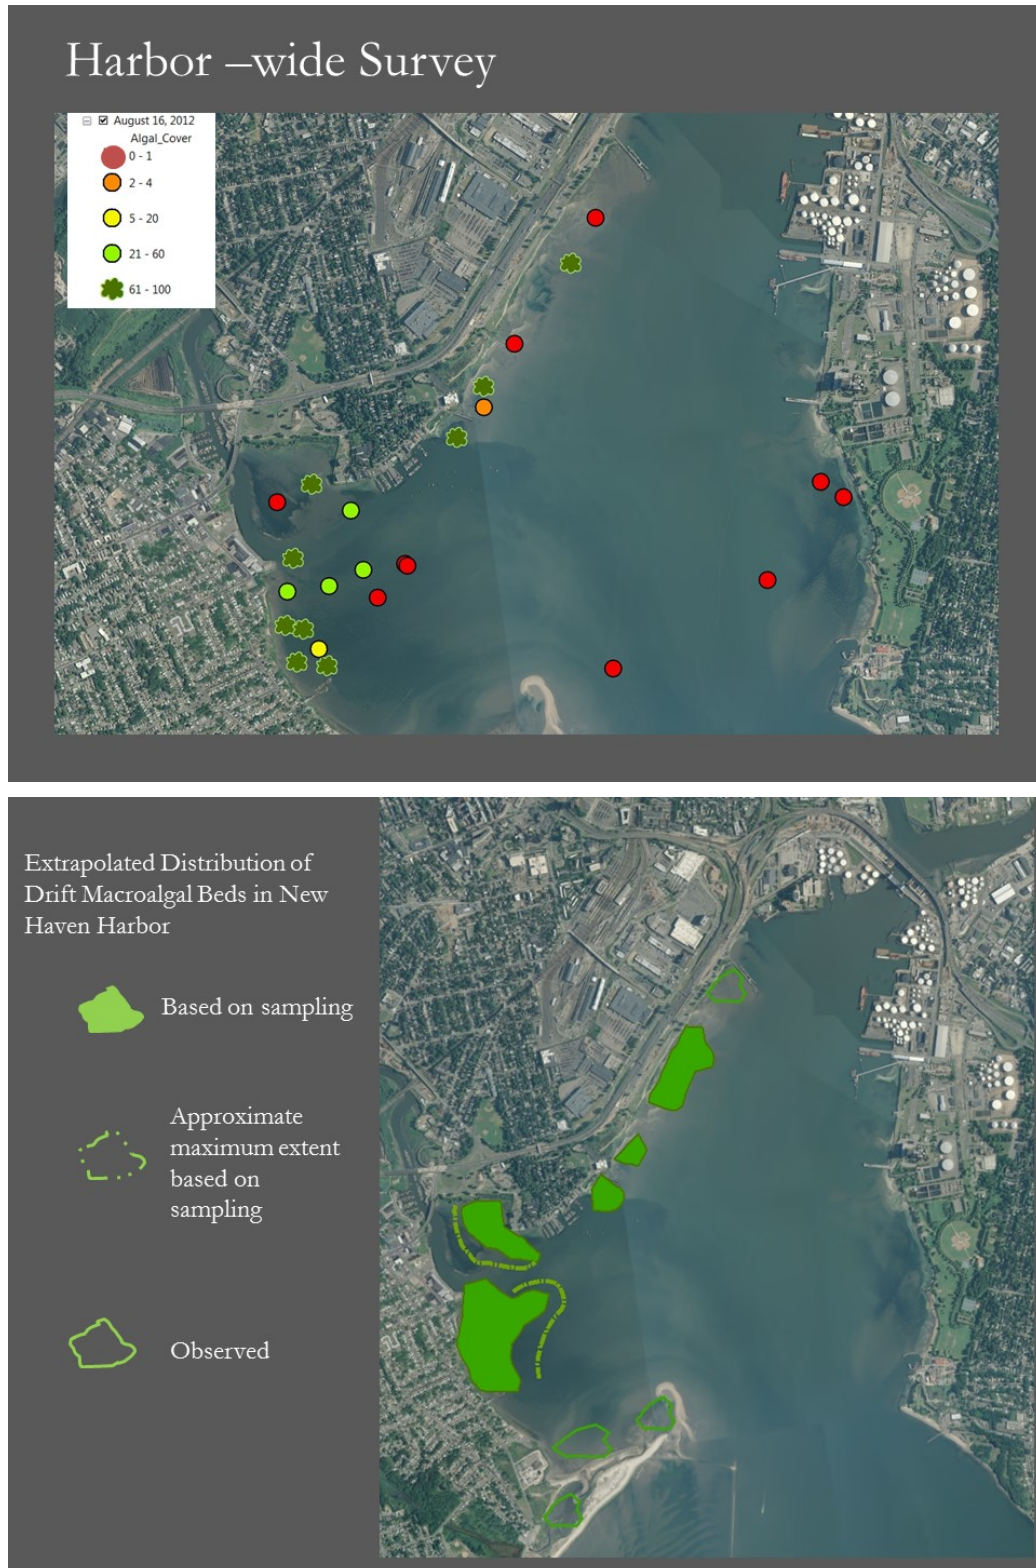 Harbor –wide Survey
August 16, 2012
Algal_Cover
0 - 1
2 - 4
5 - 20
21 - 60
61 - 100
Extrapolated Distribution of
Drift Macroalgal Beds in New
Haven Harbor
Based on sampling
Approximate
maximum extent
based on
sampling
Observed